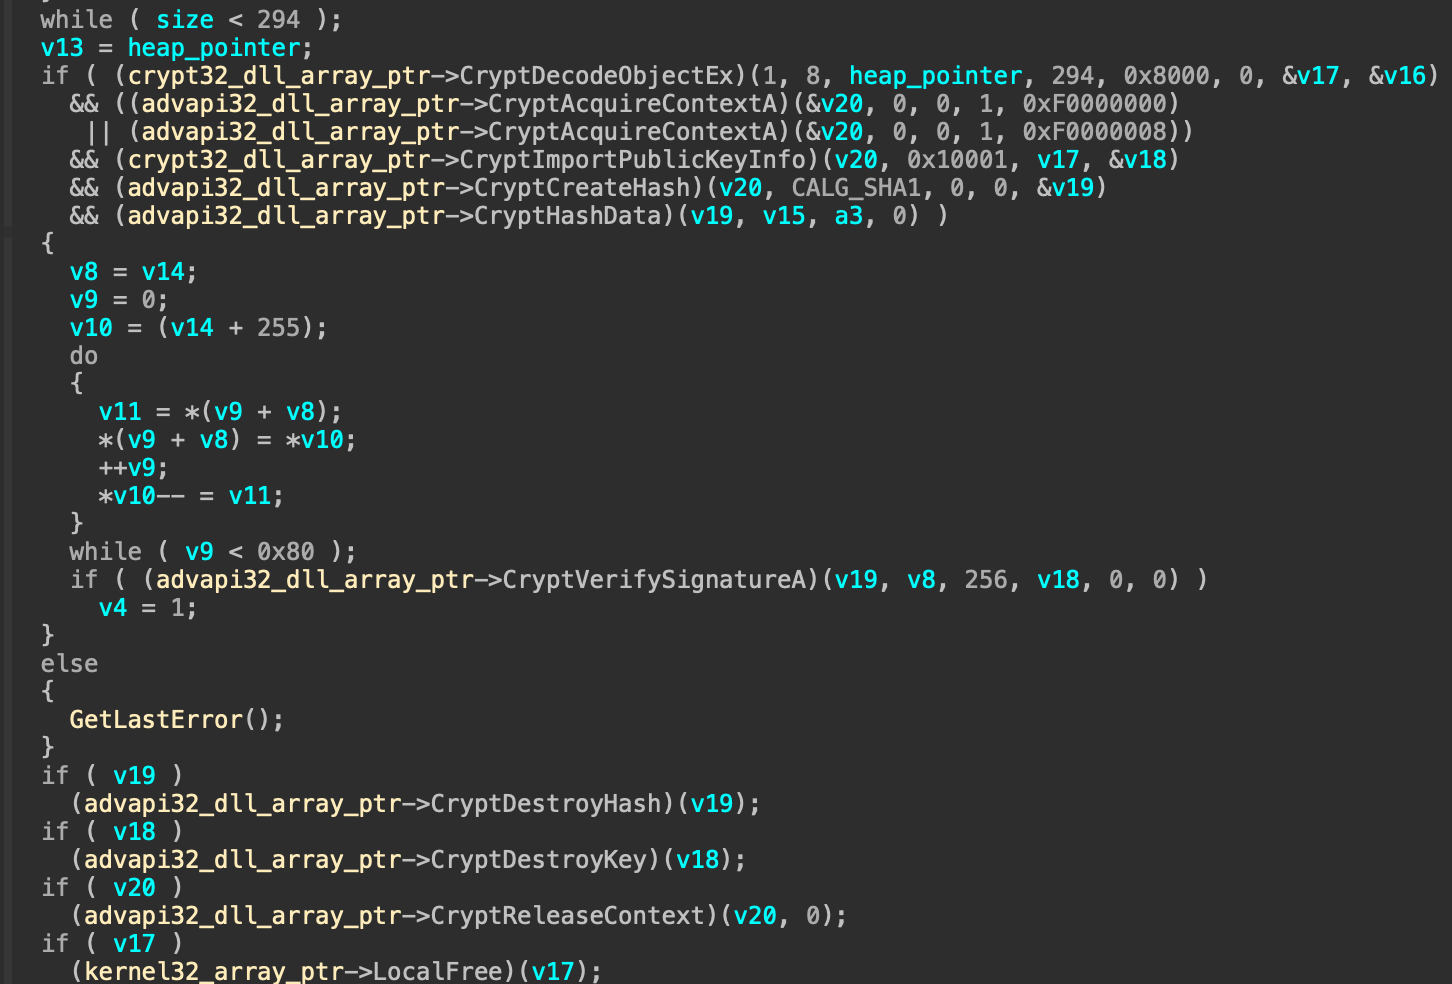 while ( size < 294 );
v13 = heap_pointer;
if ( (crypt32_dll_array_ptr->CryptDecodeObjectEx)(1, 8, heap_pointer, 294, 0x8000, 0, &v17, &v16)
&& ((advapi32_dll_array_ptr->CryptAcquireContextA)(&v20, 0, 0, 1, 0xF0000000)
|| (advapi32_dll_array_ptr->CryptAcquireContextA)(&v20, 0, 0, 1, 0xF0000008))
&& (crypt32_dll_array_ptr->CryptImportPublicKeyInfo)(v20, 0x10001, v17, &v18)
&& (advapi32_dll_array_ptr->CryptCreateHash)(v20, CALG_SHA1, 0, 0, &v19)
&& (advapi32_dll_array_ptr->CryptHashData)(v19, v15, a3, 0) )
{
v8 = v14;
v9 = 0;
v10 = (v14 + 255);
do
{
v11 = *(v9 + v8);
*(v9 + v8) = *v10;
++v9;
*v10-- = v11;
}
while ( v9 < 0x80 );
if ( (advapi32_dll_array_ptr->CryptVerifySignatureA)(v19, v8, 256, v18, 0, 0) )
v4 = 1;
}
else
{
GetLastError();
}
if ( v19 )
(advapi32_dll_array_ptr->CryptDestroyHash)(v19);
if ( v18 )
(advapi32_dll_array_ptr->CryptDestroyKey)(v18);
if ( v20 )
(advapi32_dll_array_ptr->CryptReleaseContext)(v20, 0);
if ( v17 )
(kernel32_array_ptr->LocalFree)(v17);